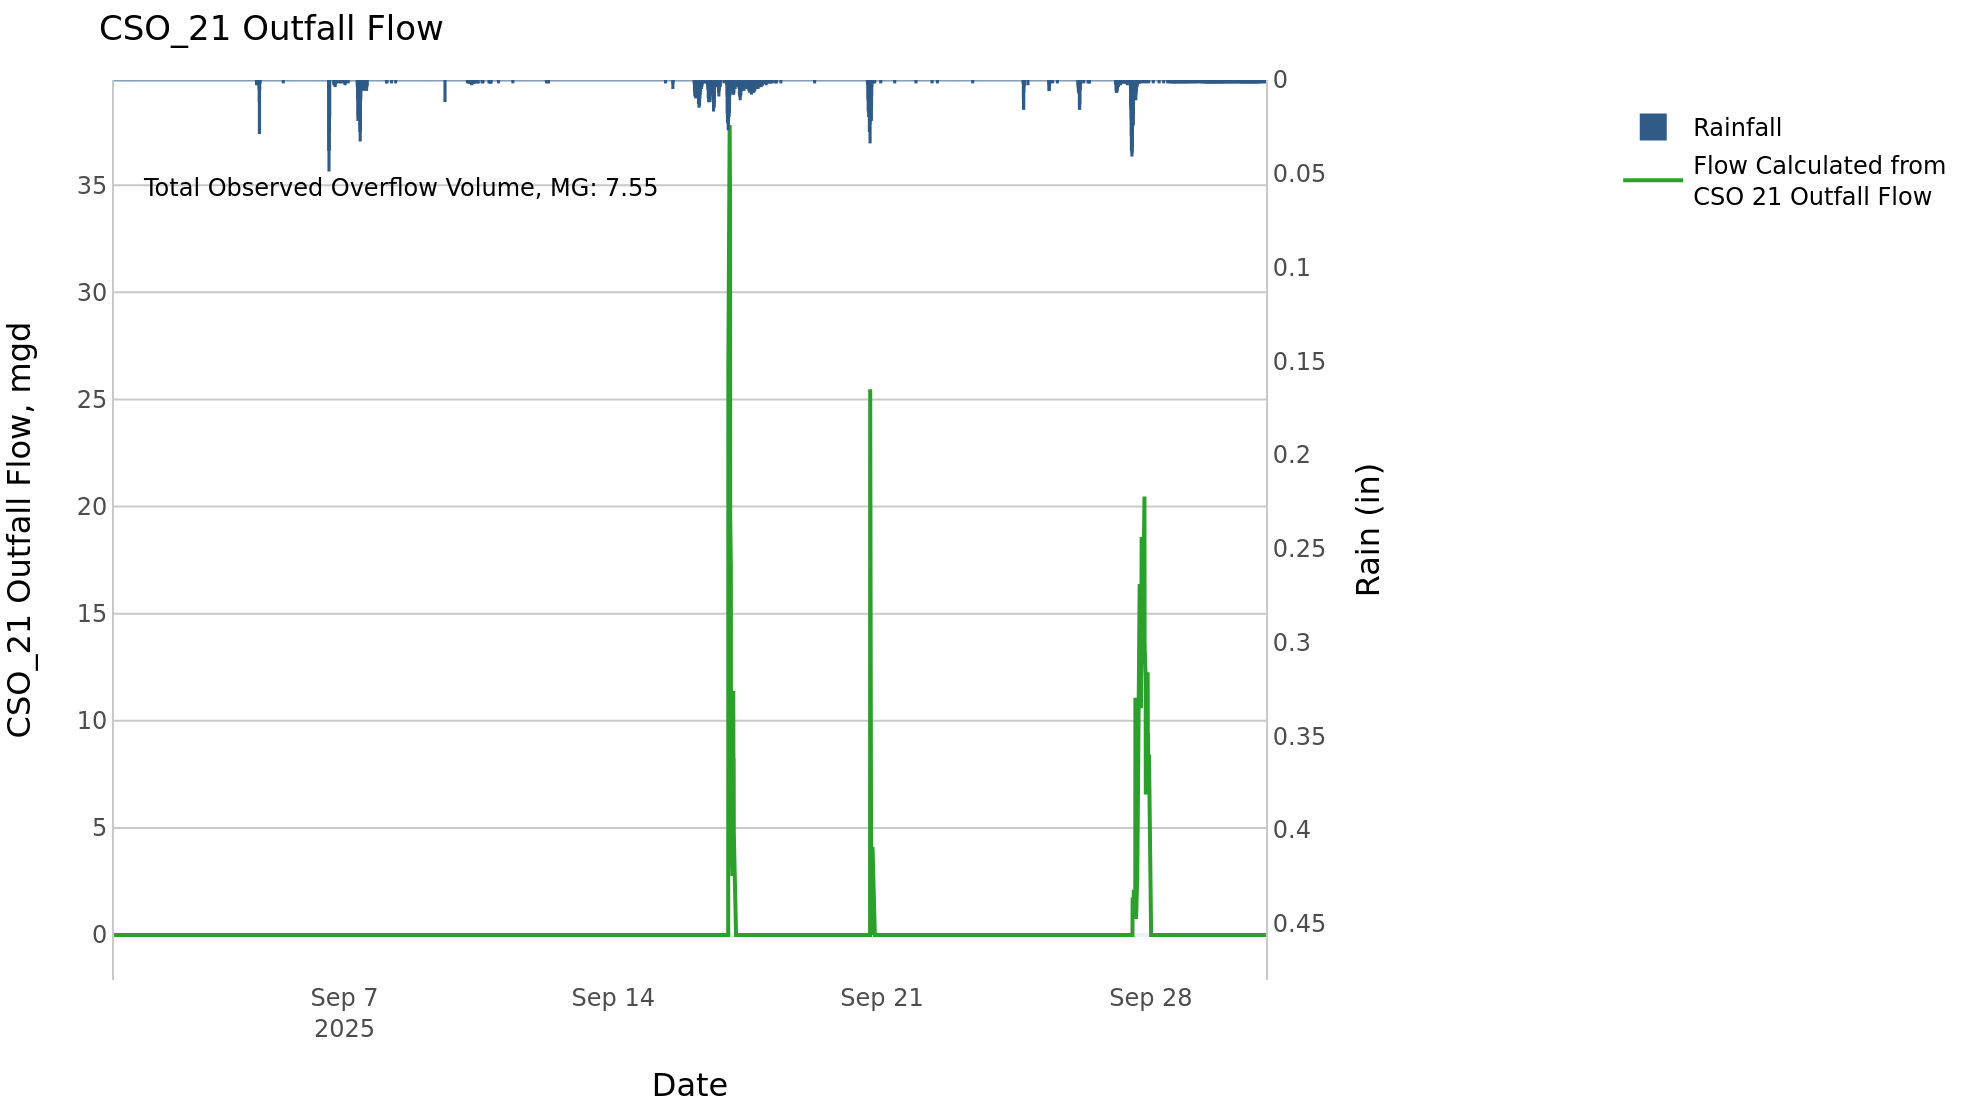 CSO_21 Outfall Flow
Total Observed Overflow Volume, MG: 7.55
CSO_21 Outfall Flow, mgd
35
30
25
20
15
10
5
0
0
0.05
0.1
0.15
0.2
0.25
0.3
0.35
0.4
0.45
Rain (in)
Sep 7
2025
Sep 14
Sep 21
Sep 28
Date
Rainfall
Flow Calculated from
CSO 21 Outfall Flow